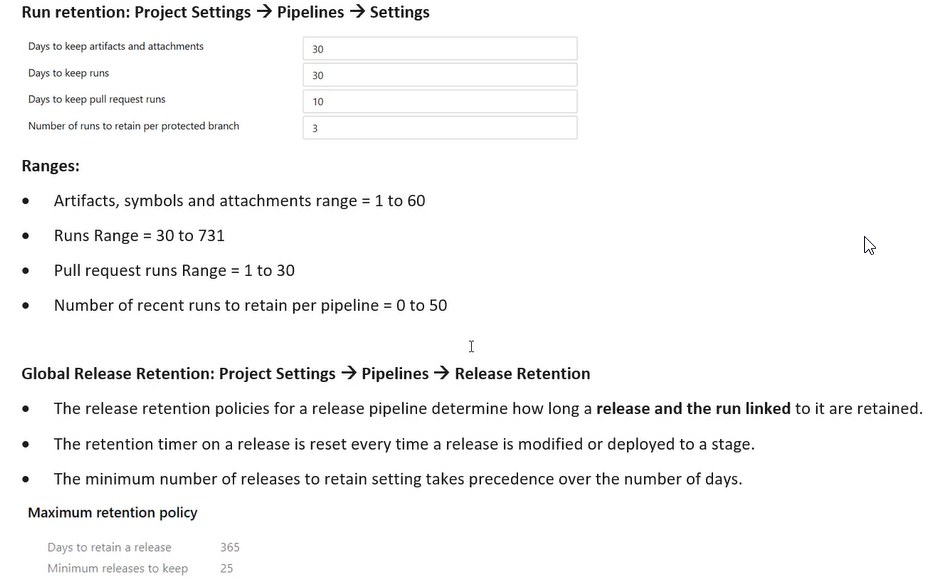 Run retention: Project Settings → Pipelines → Settings
Days to keep artifacts and attachments 30
Days to keep runs 30
Days to keep pull request runs 10
Number of runs to retain per protected branch 3
Ranges:
• Artifacts, symbols and attachments range = 1 to 60
• Runs Range = 30 to 731
• Pull request runs Range = 1 to 30
• Number of recent runs to retain per pipeline = 0 to 50
Global Release Retention: Project Settings → Pipelines → Release Retention
• The release retention policies for a release pipeline determine how long a release and the run linked to it are retained.
• The retention timer on a release is reset every time a release is modified or deployed to a stage.
• The minimum number of releases to retain setting takes precedence over the number of days.
Maximum retention policy
Days to retain a release 365
Minimum releases to keep 25